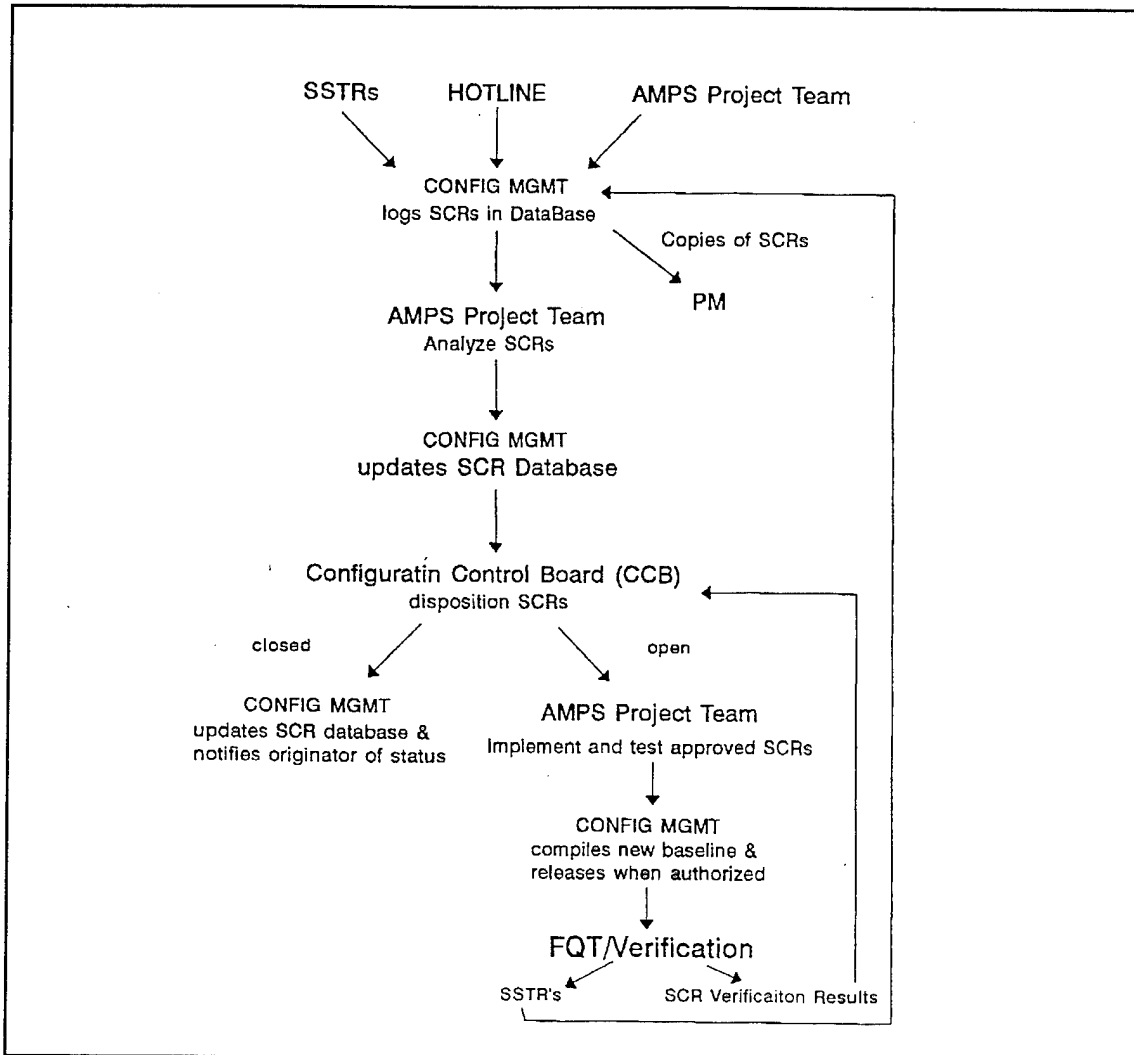 SSTRs
HOTLINE
AMPS Project Team
CONFIG MGMT
logs SCRs in DataBase
Copies of SCRs
PM
AMPS Project Team
Analyze SCRs
CONFIG MGMT
updates SCR Database
Configuratin Control Board (CCB)
disposition SCRs
closed
open
CONFIG MGMT
updates SCR database &
notifies originator of status
AMPS Project Team
Implement and test approved SCRs
CONFIG MGMT
compiles new baseline &
releases when authorized
FQT/Verification
SSTR's
SCR Verificaiton Results